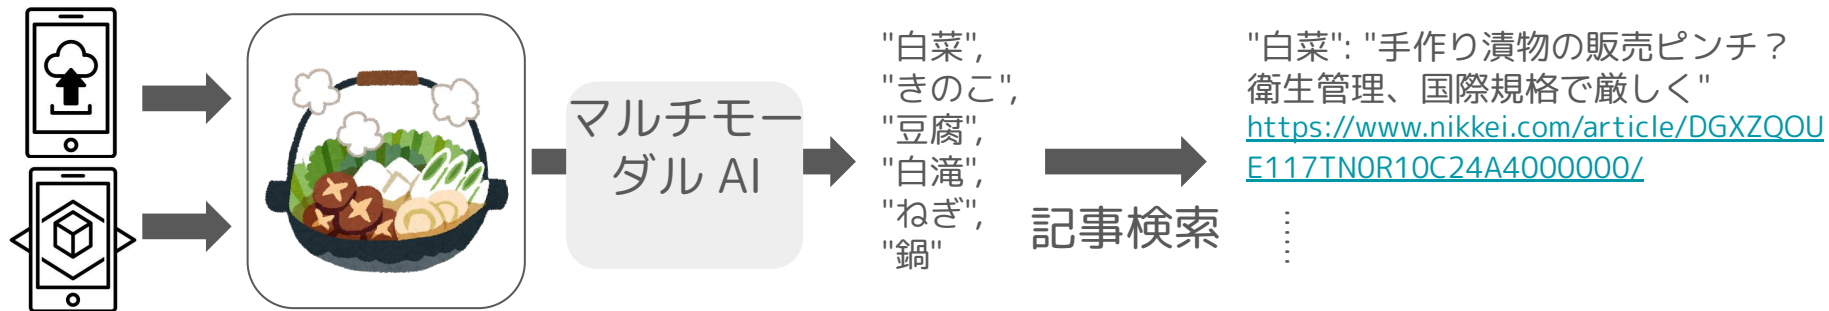 マルチモー
ダル AI
"白菜",
"きのこ",
"豆腐",
"白滝",
"ねぎ",
"鍋"
記事検索
"白菜": "手作り漬物の販売ピンチ？
衛生管理、国際規格で厳しく"
https://www.nikkei.com/article/DGXZQOU
E117TN0R10C24A4000000/
……